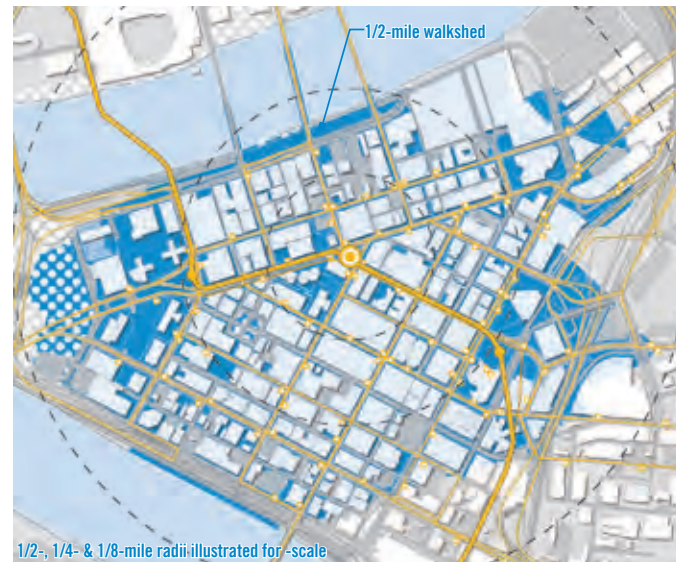 1/2-mile walkshed
1/2-, 1/4- & 1/8-mile radii illustrated for -scale